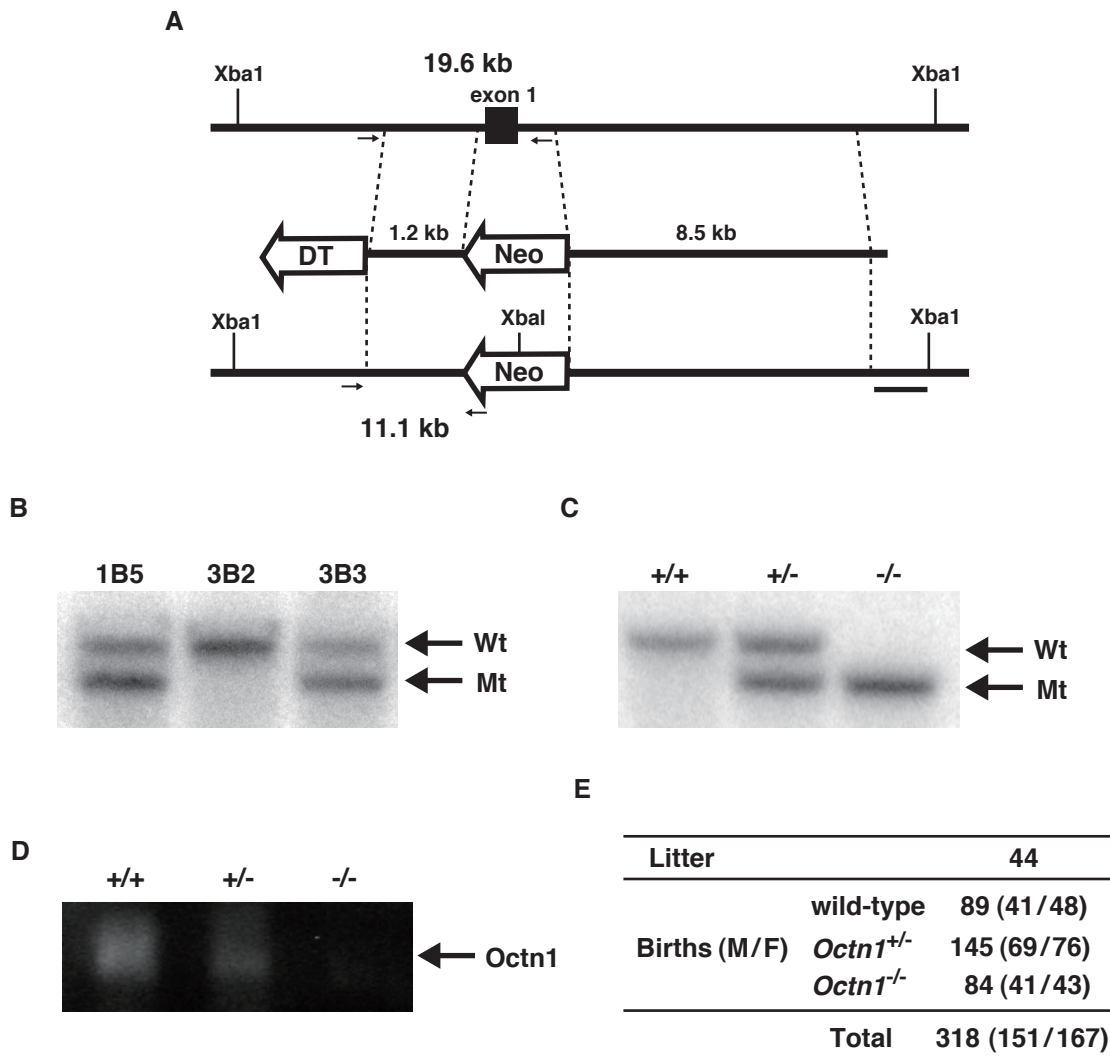 A
19.6 kb
Xba1
exon 1
Xba1
1.2 kb
8.5 kb
DT
Neo
Xba1
XbaI
Xba1
Neo
11.1 kb
B
1B5 3B2 3B3
Wt
Mt
C
+/+ +/- -/-
Wt
Mt
D
+/+ +/- -/-
Octn1
E
Litter 44
wild-type 89 (41/48)
Births (M/F) Octn1+/- 145 (69/76)
Octn1-/- 84 (41/43)
Total 318 (151/167)